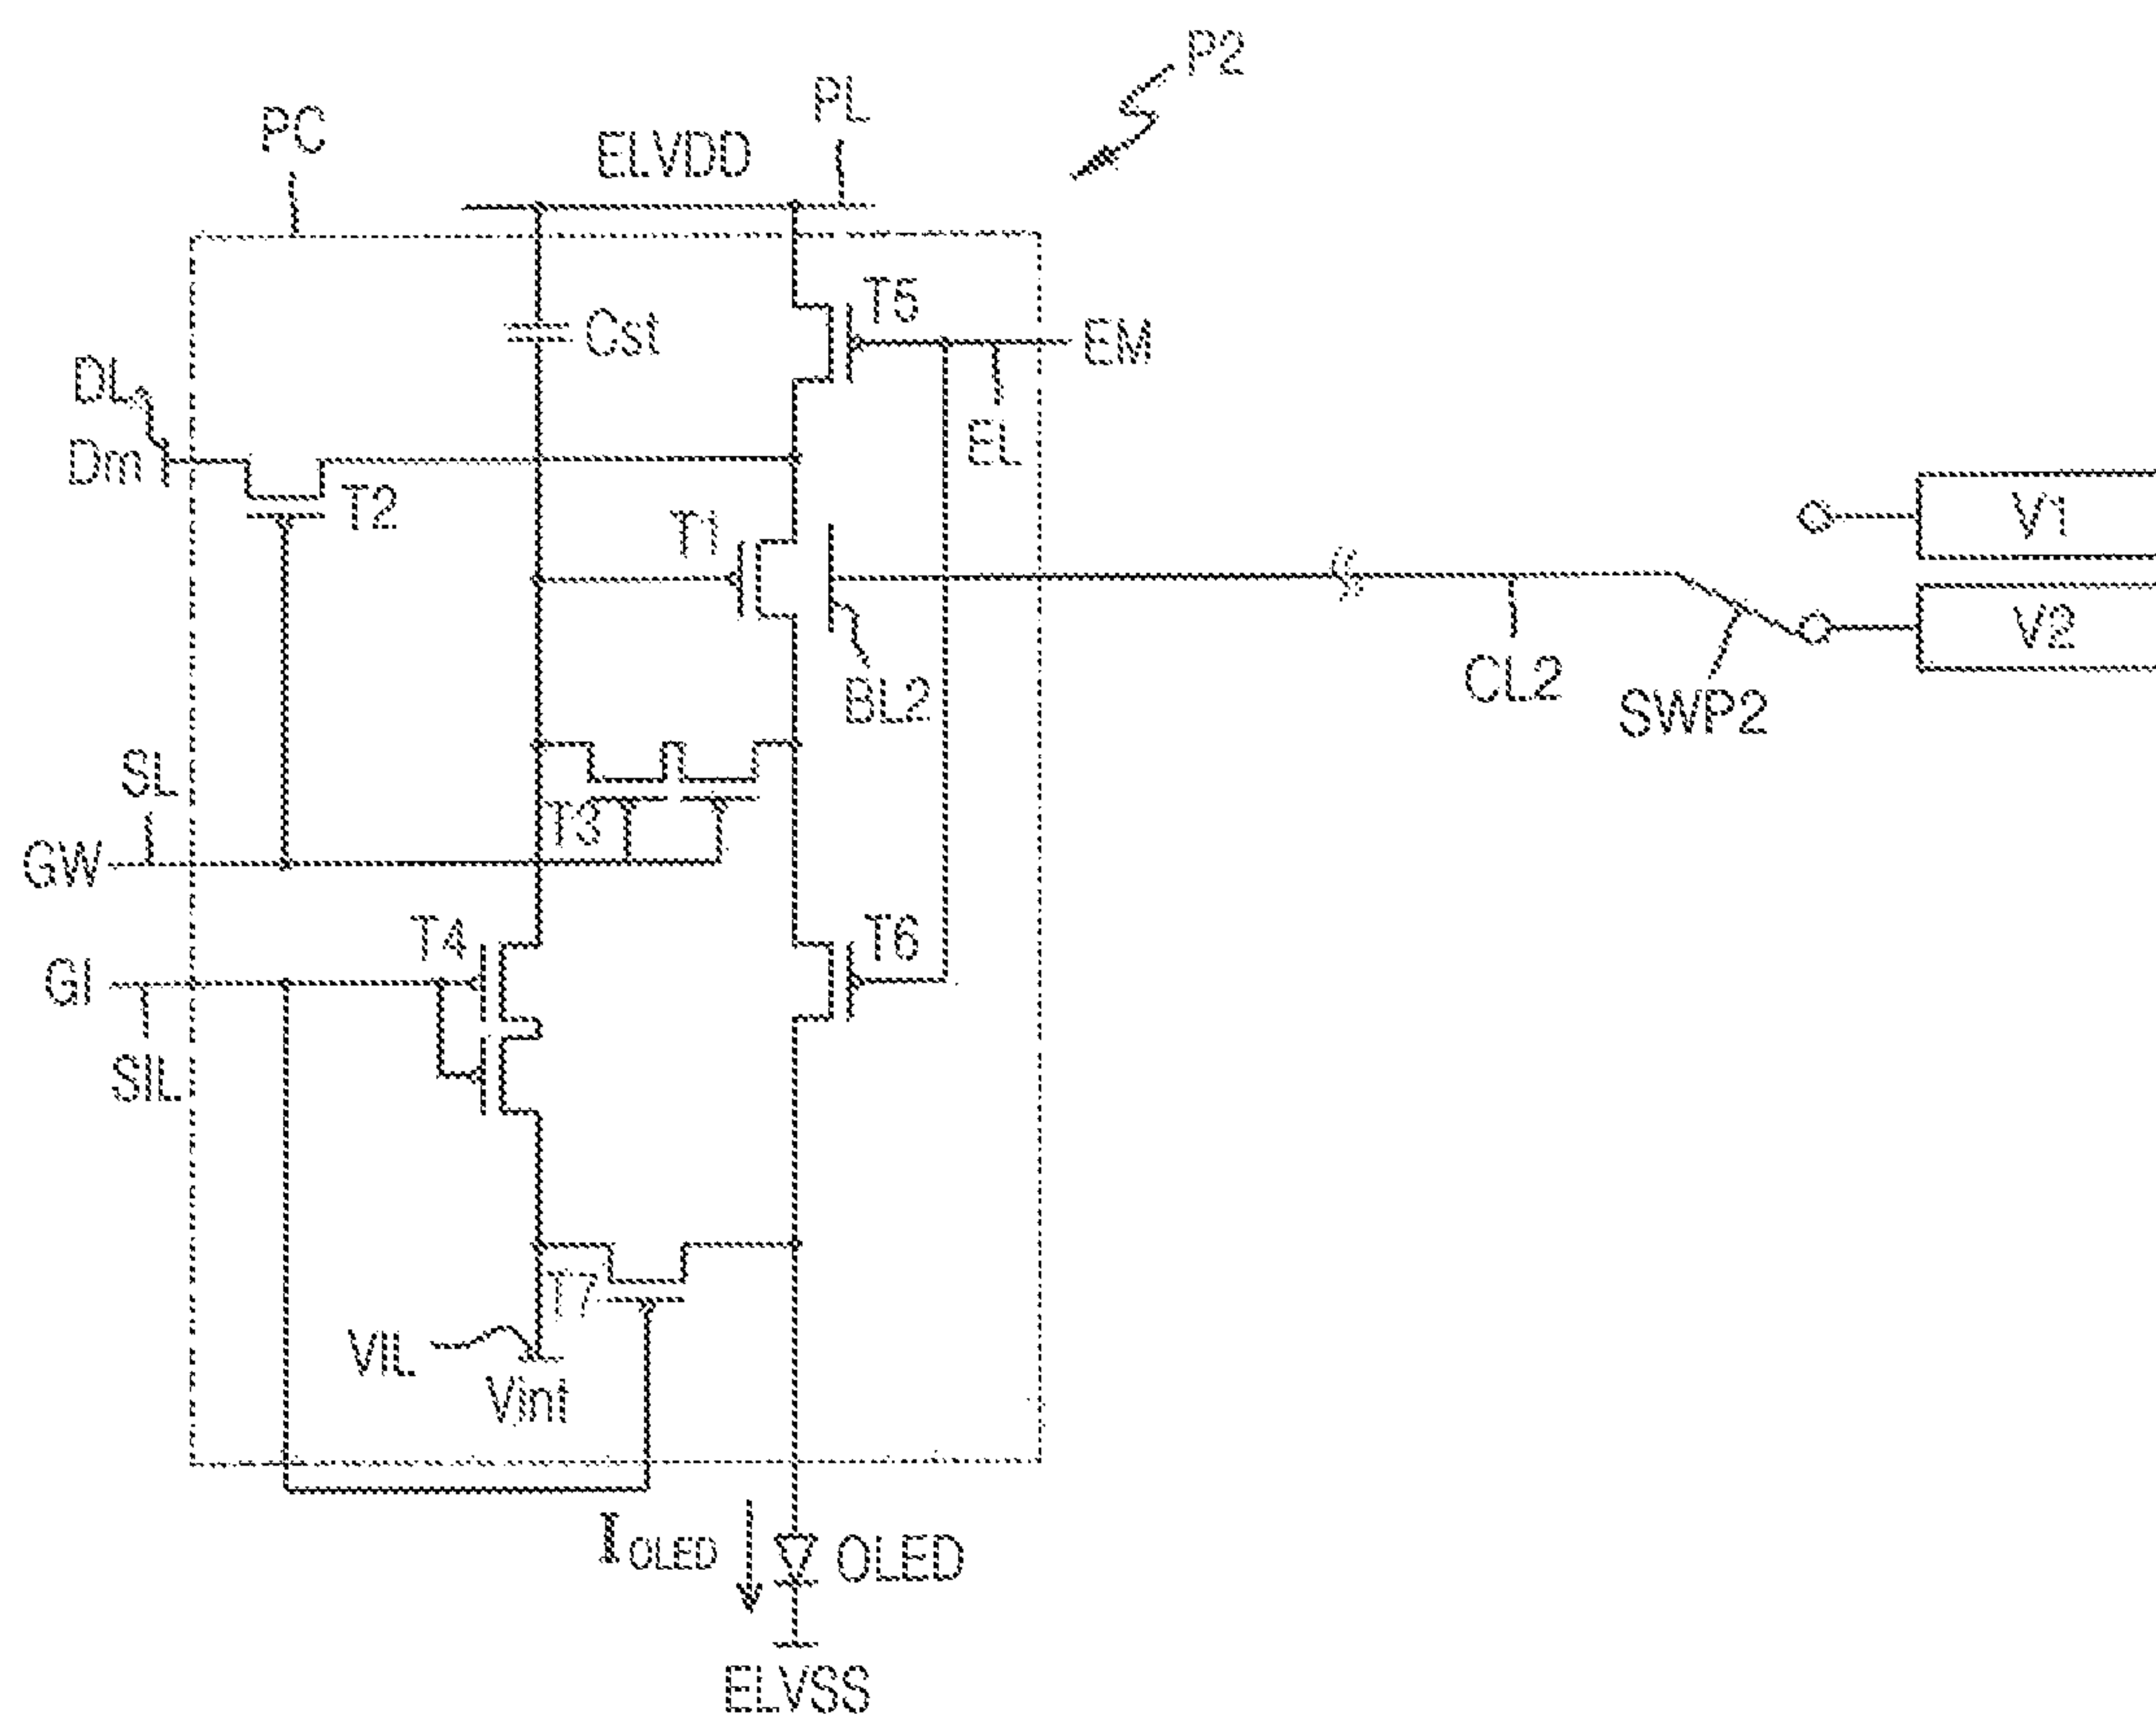 P2
PL
PC
ELVDD
T5
Cst
EM
DL
EL
Dm
T2
V1
T1
V2
CL2
BL2
SWP2
SL
T3
GW
T4
T6
GI
SIL
T7
VIL
Vint
IOLED
OLED
ELVSS